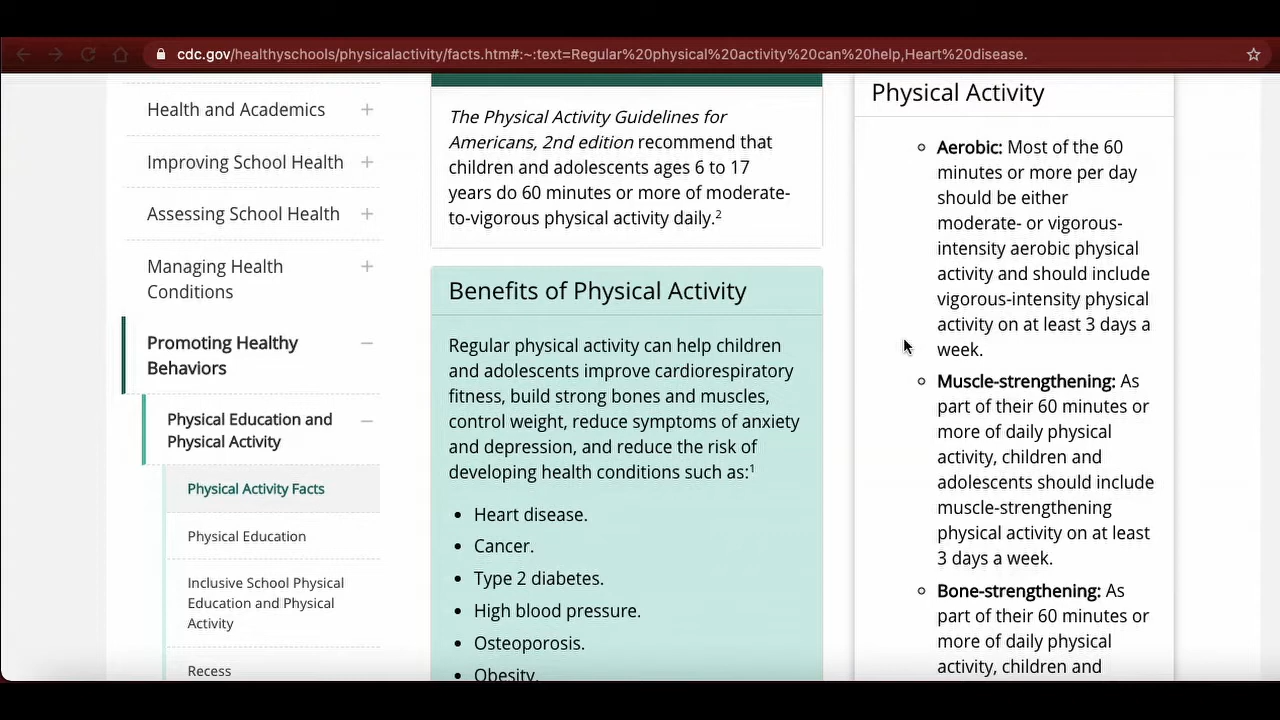 cdc.gov/healthyschools/physicalactivity/facts.htm#:~:text=Regular%20physical%20activity%20can%20help,Heart%20disease.
Health and Academics +
Improving School Health +
Assessing School Health +
Managing Health +
Conditions
Promoting Healthy −
Behaviors
Physical Education and −
Physical Activity
Physical Activity Facts
Physical Education
Inclusive School Physical
Education and Physical
Activity
Recess
The Physical Activity Guidelines for
Americans, 2nd edition recommend that
children and adolescents ages 6 to 17
years do 60 minutes or more of moderate-
to-vigorous physical activity daily.²
Benefits of Physical Activity
Regular physical activity can help children
and adolescents improve cardiorespiratory
fitness, build strong bones and muscles,
control weight, reduce symptoms of anxiety
and depression, and reduce the risk of
developing health conditions such as:¹
• Heart disease.
• Cancer.
• Type 2 diabetes.
• High blood pressure.
• Osteoporosis.
• Obesity.
Physical Activity
Aerobic: Most of the 60
minutes or more per day
should be either
moderate- or vigorous-
intensity aerobic physical
activity and should include
vigorous-intensity physical
activity on at least 3 days a
week.
Muscle-strengthening: As
part of their 60 minutes or
more of daily physical
activity, children and
adolescents should include
muscle-strengthening
physical activity on at least
3 days a week.
Bone-strengthening: As
part of their 60 minutes or
more of daily physical
activity, children and